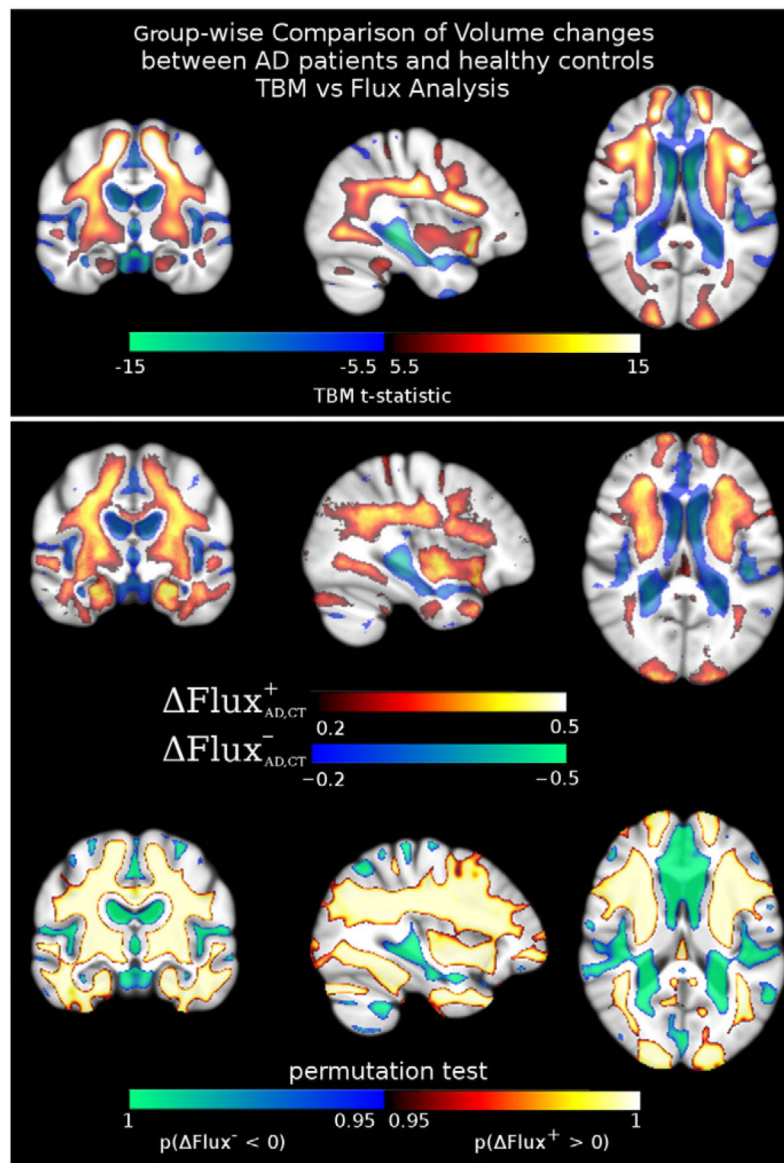 Group-wise Comparison of Volume changes
between AD patients and healthy controls
TBM vs Flux Analysis
-15 -5.5 5.5 15
TBM t-statistic
ΔFlux⁺AD,CT
0.2 0.5
ΔFlux⁻AD,CT
−0.2 −0.5
permutation test
1 0.95 0.95 1
p(ΔFlux⁻ < 0) p(ΔFlux⁺ > 0)